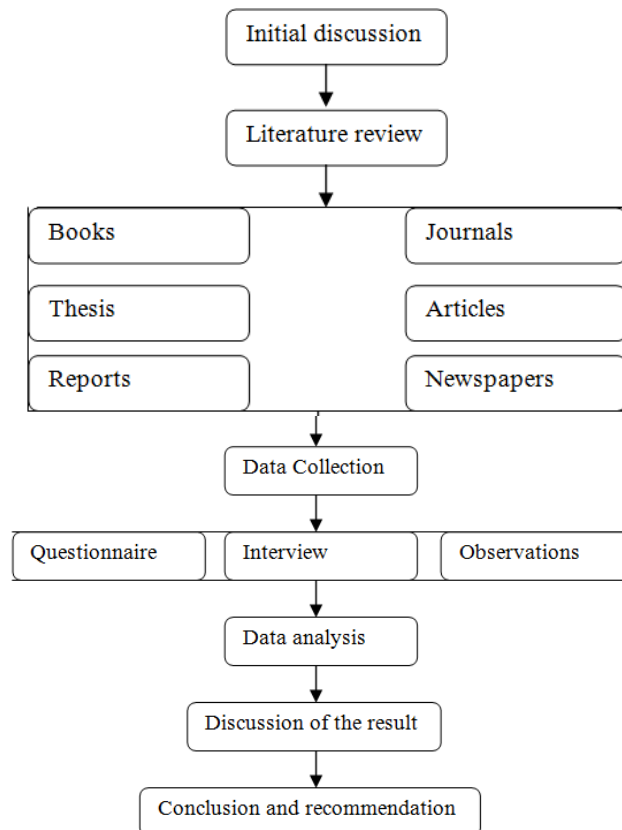 Initial discussion
Literature review
Books
Journals
Thesis
Articles
Reports
Newspapers
Data Collection
Questionnaire
Interview
Observations
Data analysis
Discussion of the result
Conclusion and recommendation